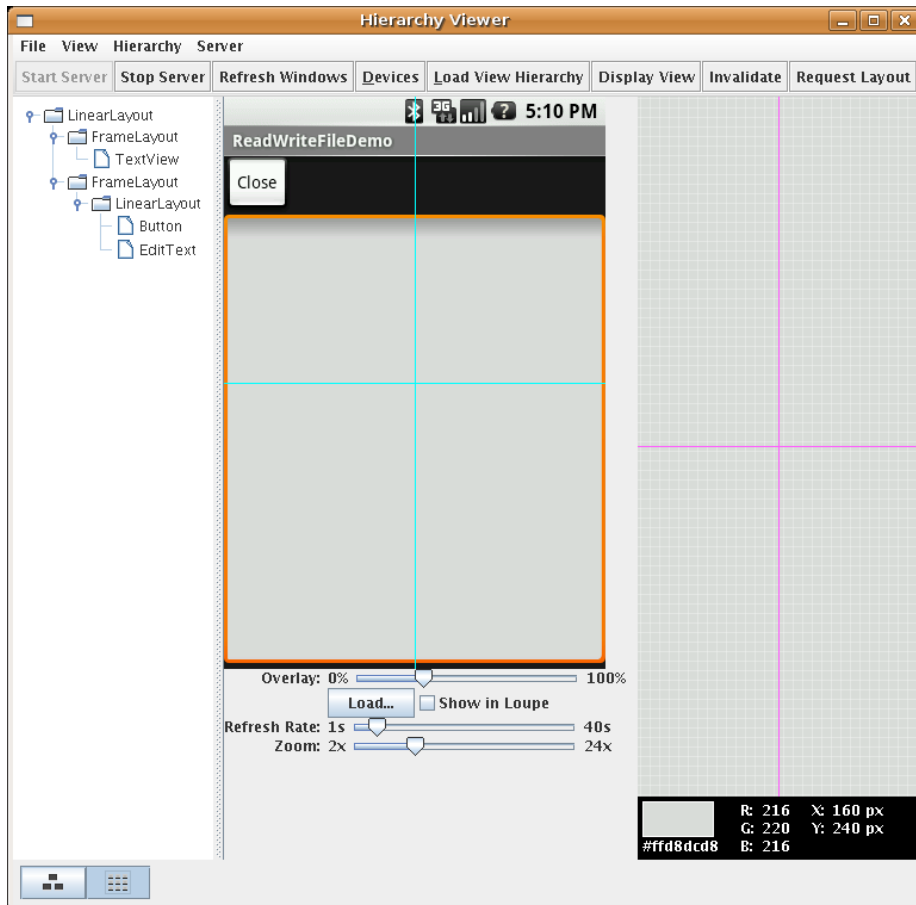 Hierarchy Viewer
File View Hierarchy Server
Start Server Stop Server Refresh Windows Devices Load View Hierarchy Display View Invalidate Request Layout
LinearLayout
FrameLayout
TextView
FrameLayout
LinearLayout
Button
EditText
3G 5:10 PM
ReadWriteFileDemo
Close
Overlay: 0% 100%
Load... Show in Loupe
Refresh Rate: 1s 40s
Zoom: 2x 24x
R: 216 X: 160 px
G: 220 Y: 240 px
#ffd8dcd8 B: 216